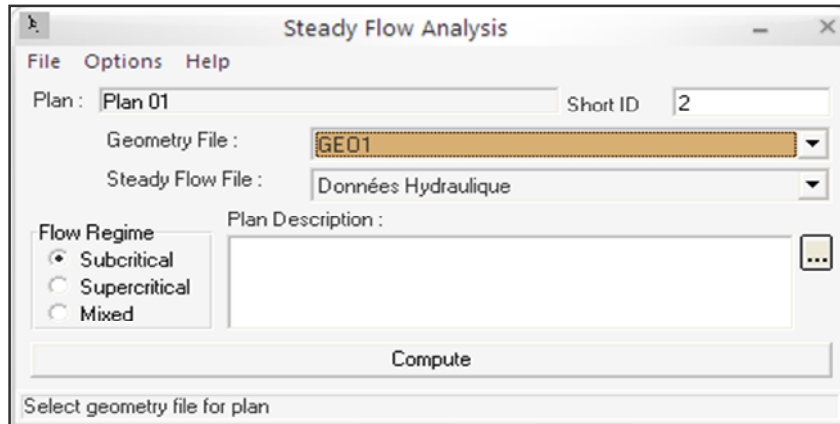 Steady Flow Analysis
File Options Help
Plan : Plan 01 Short ID 2
Geometry File : GEO1
Steady Flow File : Données Hydraulique
Plan Description :
Flow Regime
Subcritical
Supercritical
Mixed
...
Compute
Select geometry file for plan